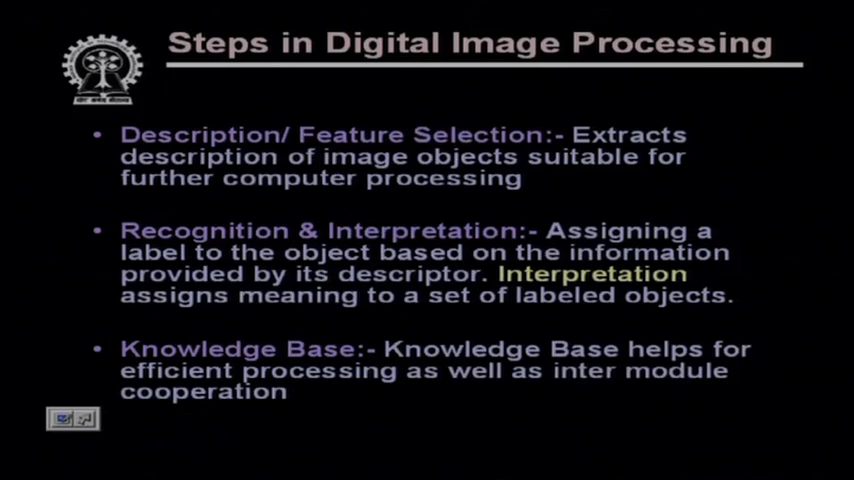 Steps in Digital Image Processing
• Description/ Feature Selection:- Extracts
description of image objects suitable for
further computer processing
• Recognition & Interpretation:- Assigning a
label to the object based on the information
provided by its descriptor. Interpretation
assigns meaning to a set of labeled objects.
• Knowledge Base:- Knowledge Base helps for
efficient processing as well as inter module
cooperation